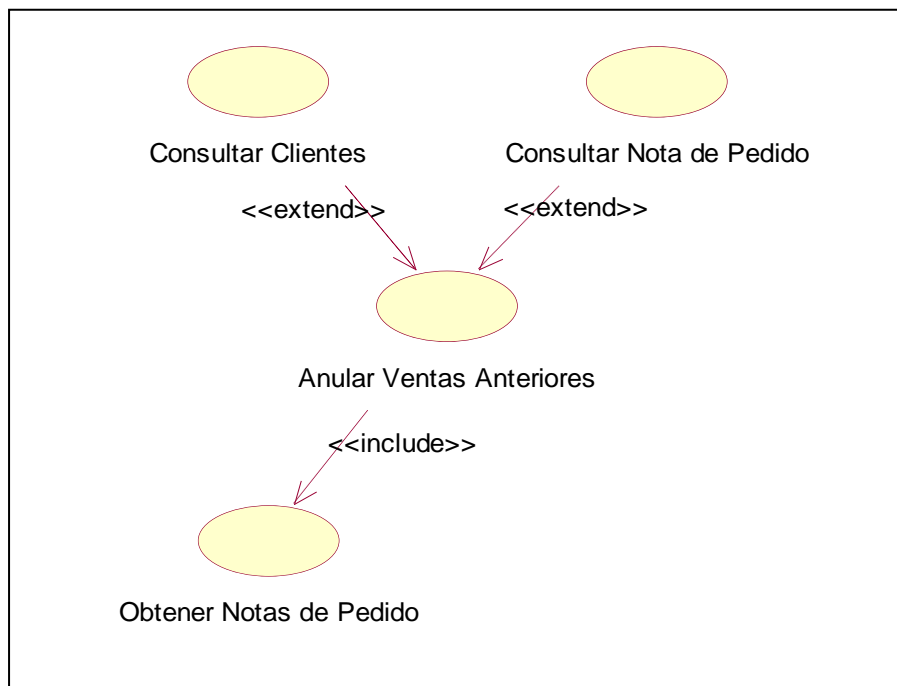 Consultar Clientes
Consultar Nota de Pedido
<<extend>>
<<extend>>
Anular Ventas Anteriores
<<include>>
Obtener Notas de Pedido